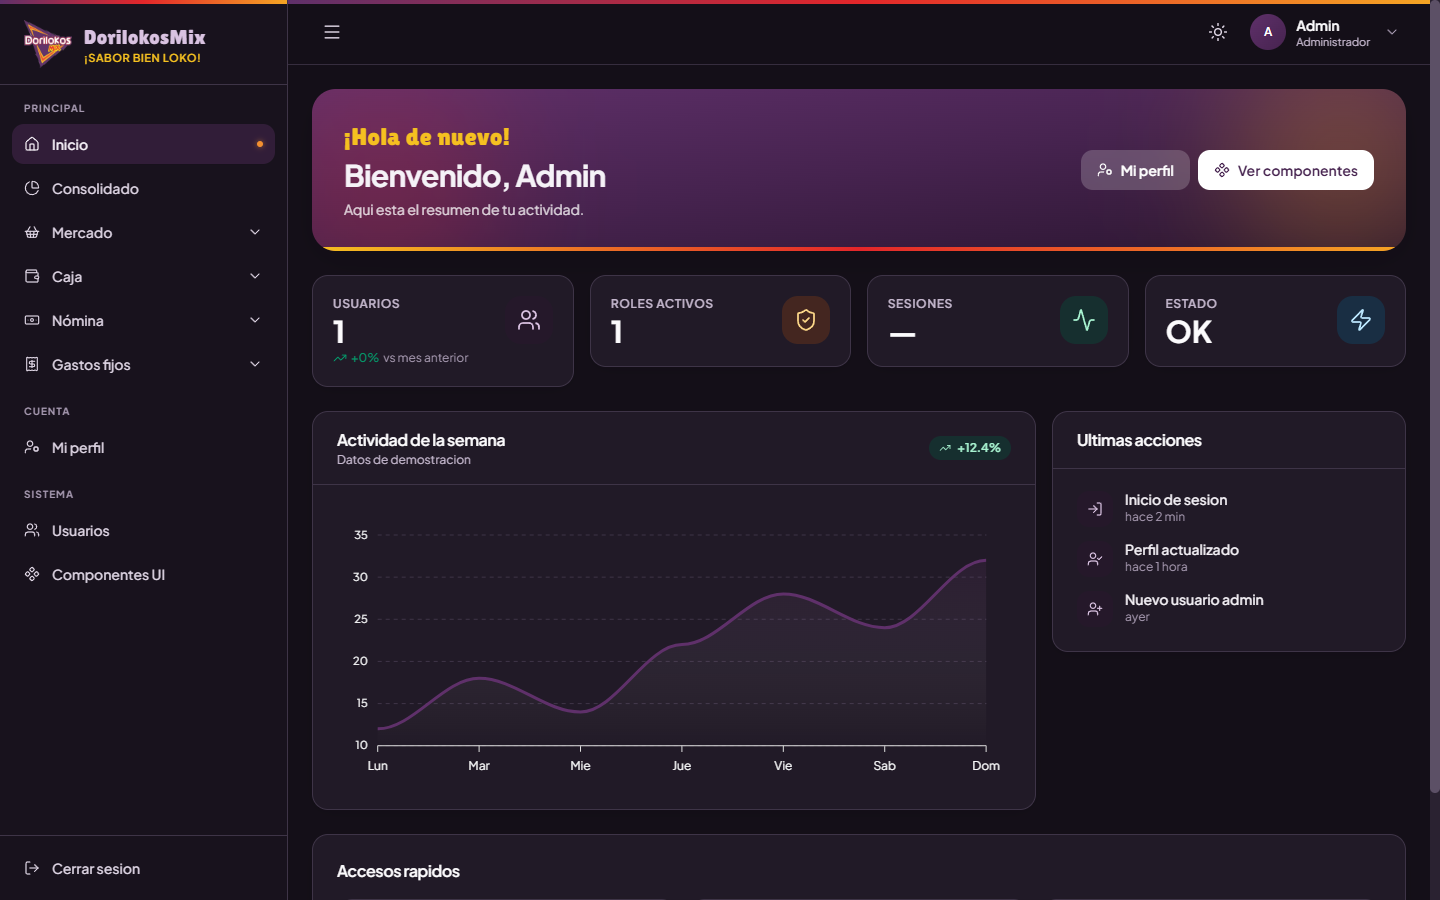 Dorilokos
DorilokosMix
¡SABOR BIEN LOKO!
PRINCIPAL
Inicio
Consolidado
Mercado
Caja
Nómina
Gastos fijos
CUENTA
Mi perfil
SISTEMA
Usuarios
Componentes UI
Cerrar sesion
A
Admin
Administrador
¡Hola de nuevo!
Bienvenido, Admin
Aqui esta el resumen de tu actividad.
Mi perfil
Ver componentes
USUARIOS
1
+0% vs mes anterior
ROLES ACTIVOS
1
SESIONES
—
ESTADO
OK
Actividad de la semana
Datos de demostracion
+12.4%
35
30
25
20
15
10
Lun Mar Mie Jue Vie Sab Dom
Ultimas acciones
Inicio de sesion
hace 2 min
Perfil actualizado
hace 1 hora
Nuevo usuario admin
ayer
Accesos rapidos